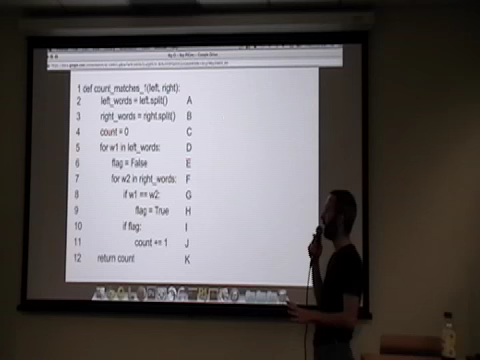 1 def count_matches_1(left, right):
2 left_words = left.split() A
3 right_words = right.split() B
4 count = 0 C
5 for w1 in left_words: D
6 flag = False E
7 for w2 in right_words: F
8 if w1 == w2: G
9 flag = True H
10 if flag: I
11 count += 1 J
12 return count K